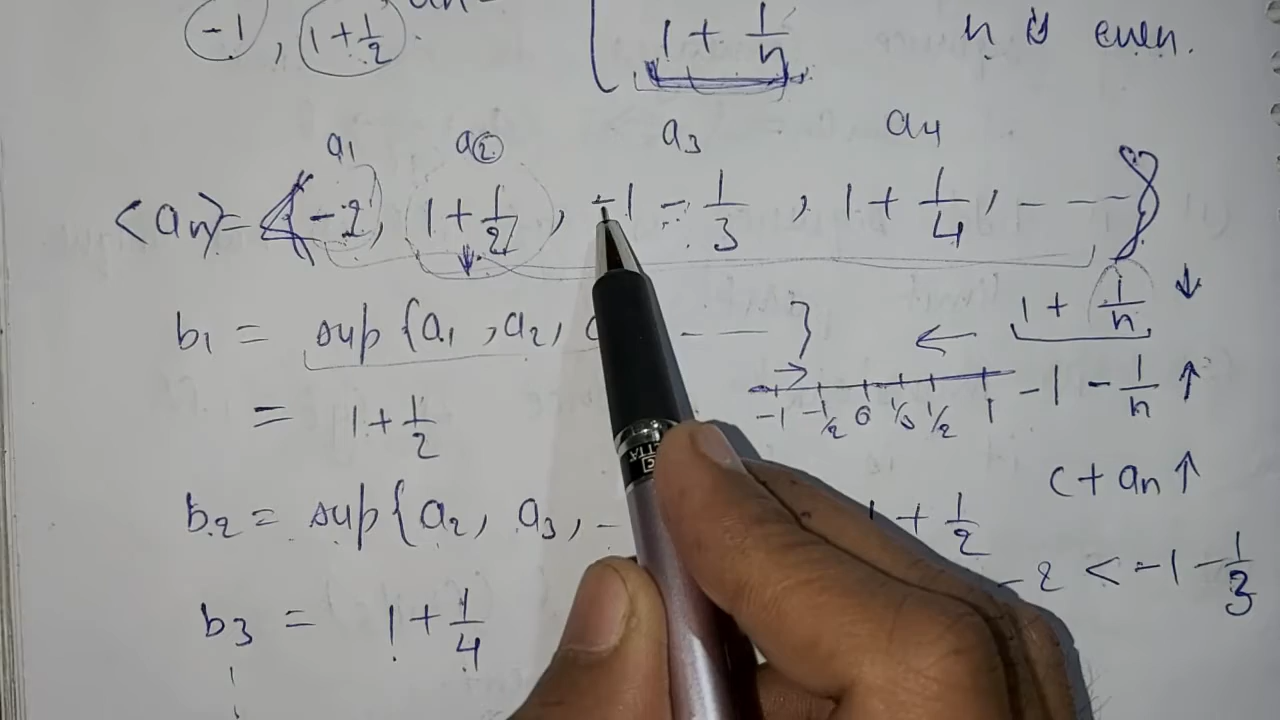 -1 , 1 + 1/2 .
1 + 1/n n is even.
a1 a2 a3 a4
<an> = < -2, 1 + 1/2 , -1 - 1/3 , 1 + 1/4 , - - - >
b1 = sup {a1 , a2 , - - }
1 + 1/n ↓
←
→
-1 -1/2 0 1/2 1
-1 - 1/n ↑
= 1 + 1/2
c + an ↑
b2 = sup { a2 , a3 , - 1 + 1/2
-2 < -1 - 1/3
b3 = 1 + 1/4